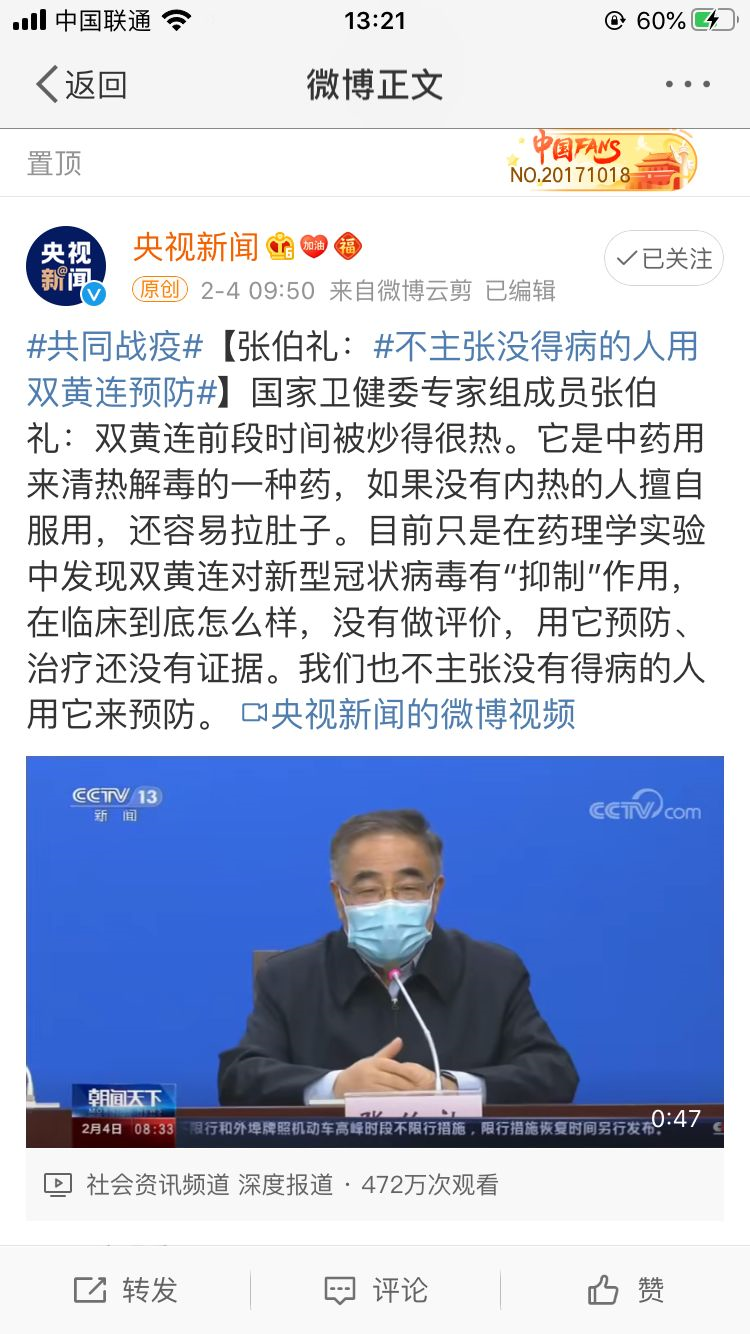 中国联通
13:21
60%
返回
微博正文
置顶
中国FANS
NO.20171018
央视
新@闻
央视新闻
6
加油
福
已关注
原创 2-4 09:50 来自微博云剪 已编辑
#共同战疫#【张伯礼：#不主张没得病的人用
双黄连预防#】国家卫健委专家组成员张伯
礼：双黄连前段时间被炒得很热。它是中药用
来清热解毒的一种药，如果没有内热的人擅自
服用，还容易拉肚子。目前只是在药理学实验
中发现双黄连对新型冠状病毒有“抑制”作用，
在临床到底怎么样，没有做评价，用它预防、
治疗还没有证据。我们也不主张没有得病的人
用它来预防。 央视新闻的微博视频
CCTV 13
新闻
CCTV.com
朝闻天下
MORNING NEWS
2月4日 08:33
限行和外埠牌照机动车高峰时段不限行措施，限行措施恢复时间另行发布。
0:47
社会资讯频道 深度报道 · 472万次观看
转发
评论
赞